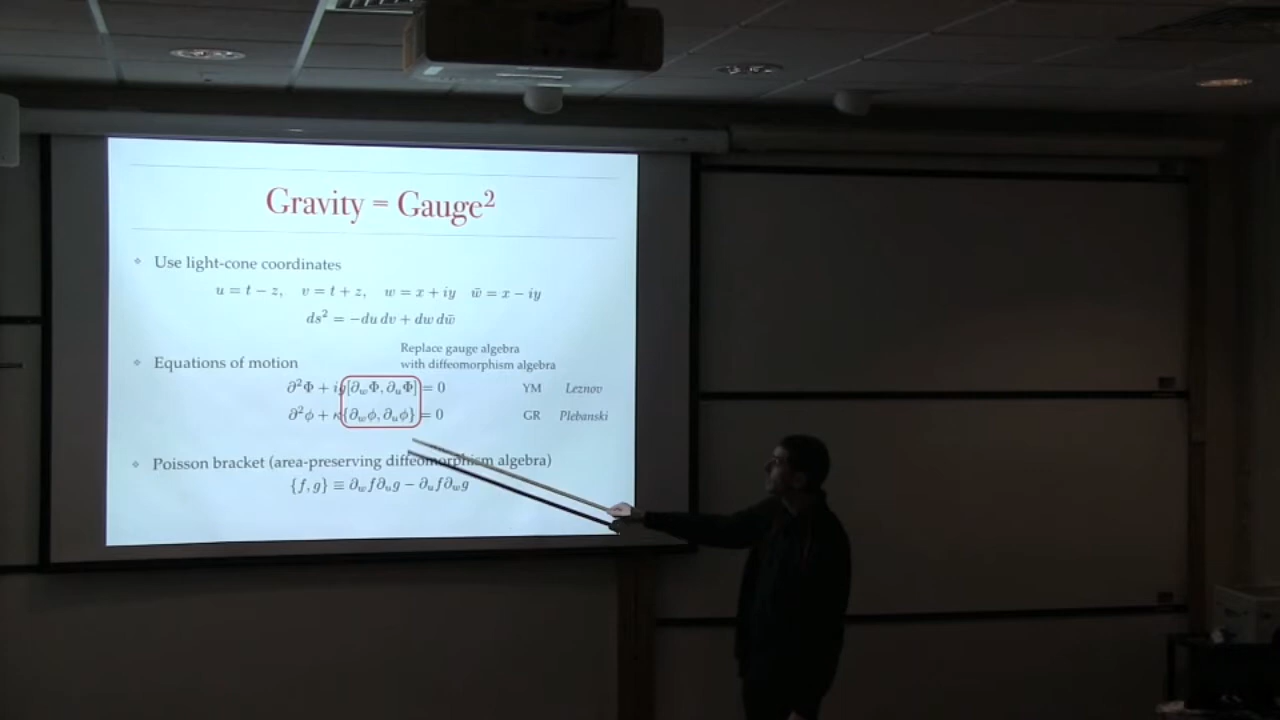 Gravity = Gauge²
Use light-cone coordinates
u = t − z, v = t + z, w = x + iy w̄ = x − iy
ds² = −du dv + dw dw̄
Equations of motion
Replace gauge algebra
with diffeomorphism algebra
∂²Φ + ig[∂_wΦ, ∂_uΦ] = 0 YM Leznov
∂²ϕ + κ{∂_wϕ, ∂_uϕ} = 0 GR Plebanski
Poisson bracket (area-preserving diffeomorphism algebra)
{f, g} ≡ ∂_w f∂_u g − ∂_u f∂_w g